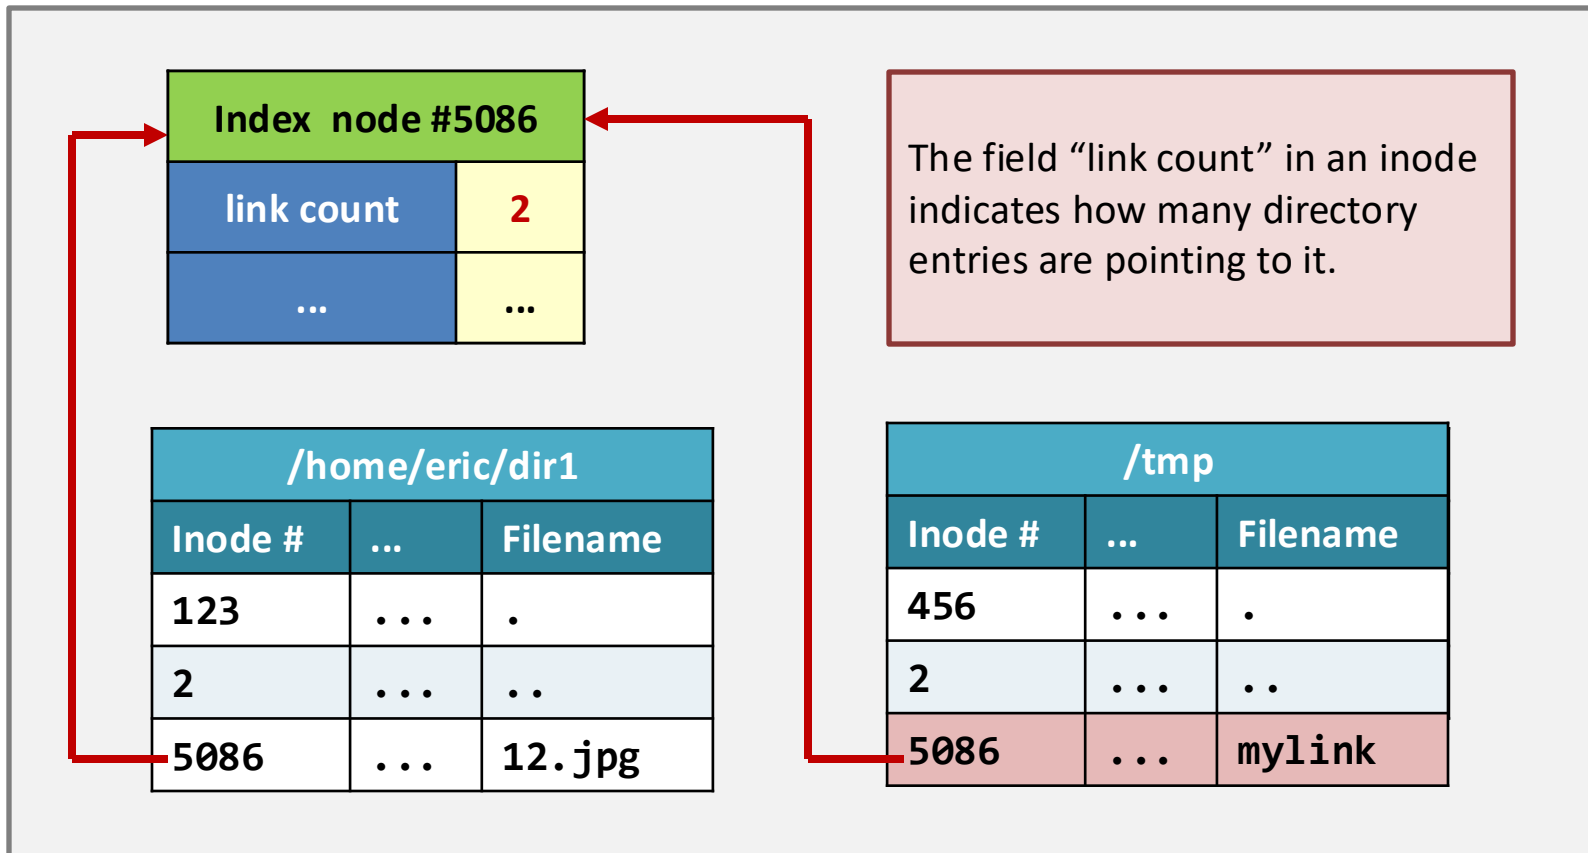 Index  node #5086
link count 2
... ...
The field “link count” in an inode
indicates how many directory
entries are pointing to it.
/home/eric/dir1
Inode # ... Filename
123 ... .
2 ... ..
5086 ... 12.jpg
/tmp
Inode # ... Filename
456 ... .
2 ... ..
5086 ... mylink